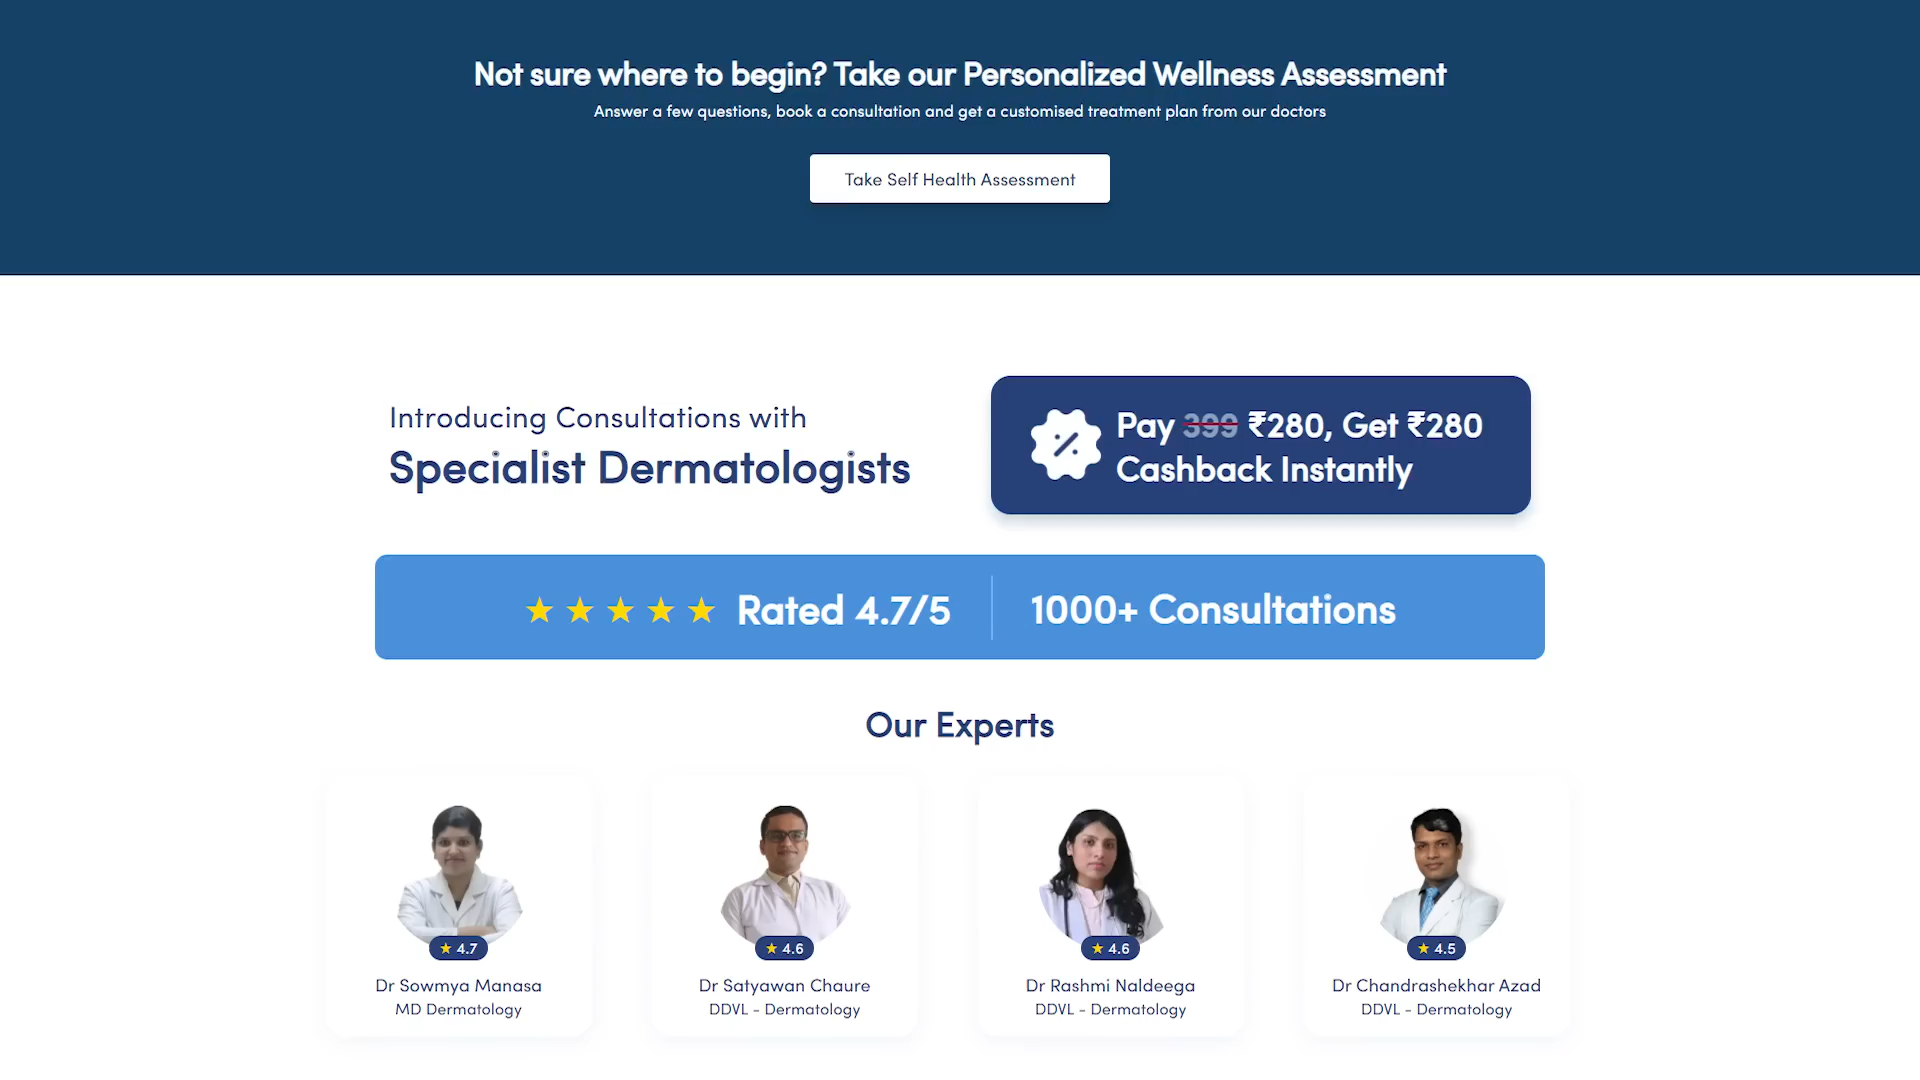 Not sure where to begin? Take our Personalized Wellness Assessment
Answer a few questions, book a consultation and get a customised treatment plan from our doctors
Take Self Health Assessment
Introducing Consultations with
Specialist Dermatologists
Pay 399 ₹280, Get ₹280
Cashback Instantly
Rated 4.7/5
1000+ Consultations
Our Experts
4.7
Dr Sowmya Manasa
MD Dermatology
4.6
Dr Satyawan Chaure
DDVL - Dermatology
4.6
Dr Rashmi Naldeega
DDVL - Dermatology
4.5
Dr Chandrashekhar Azad
DDVL - Dermatology